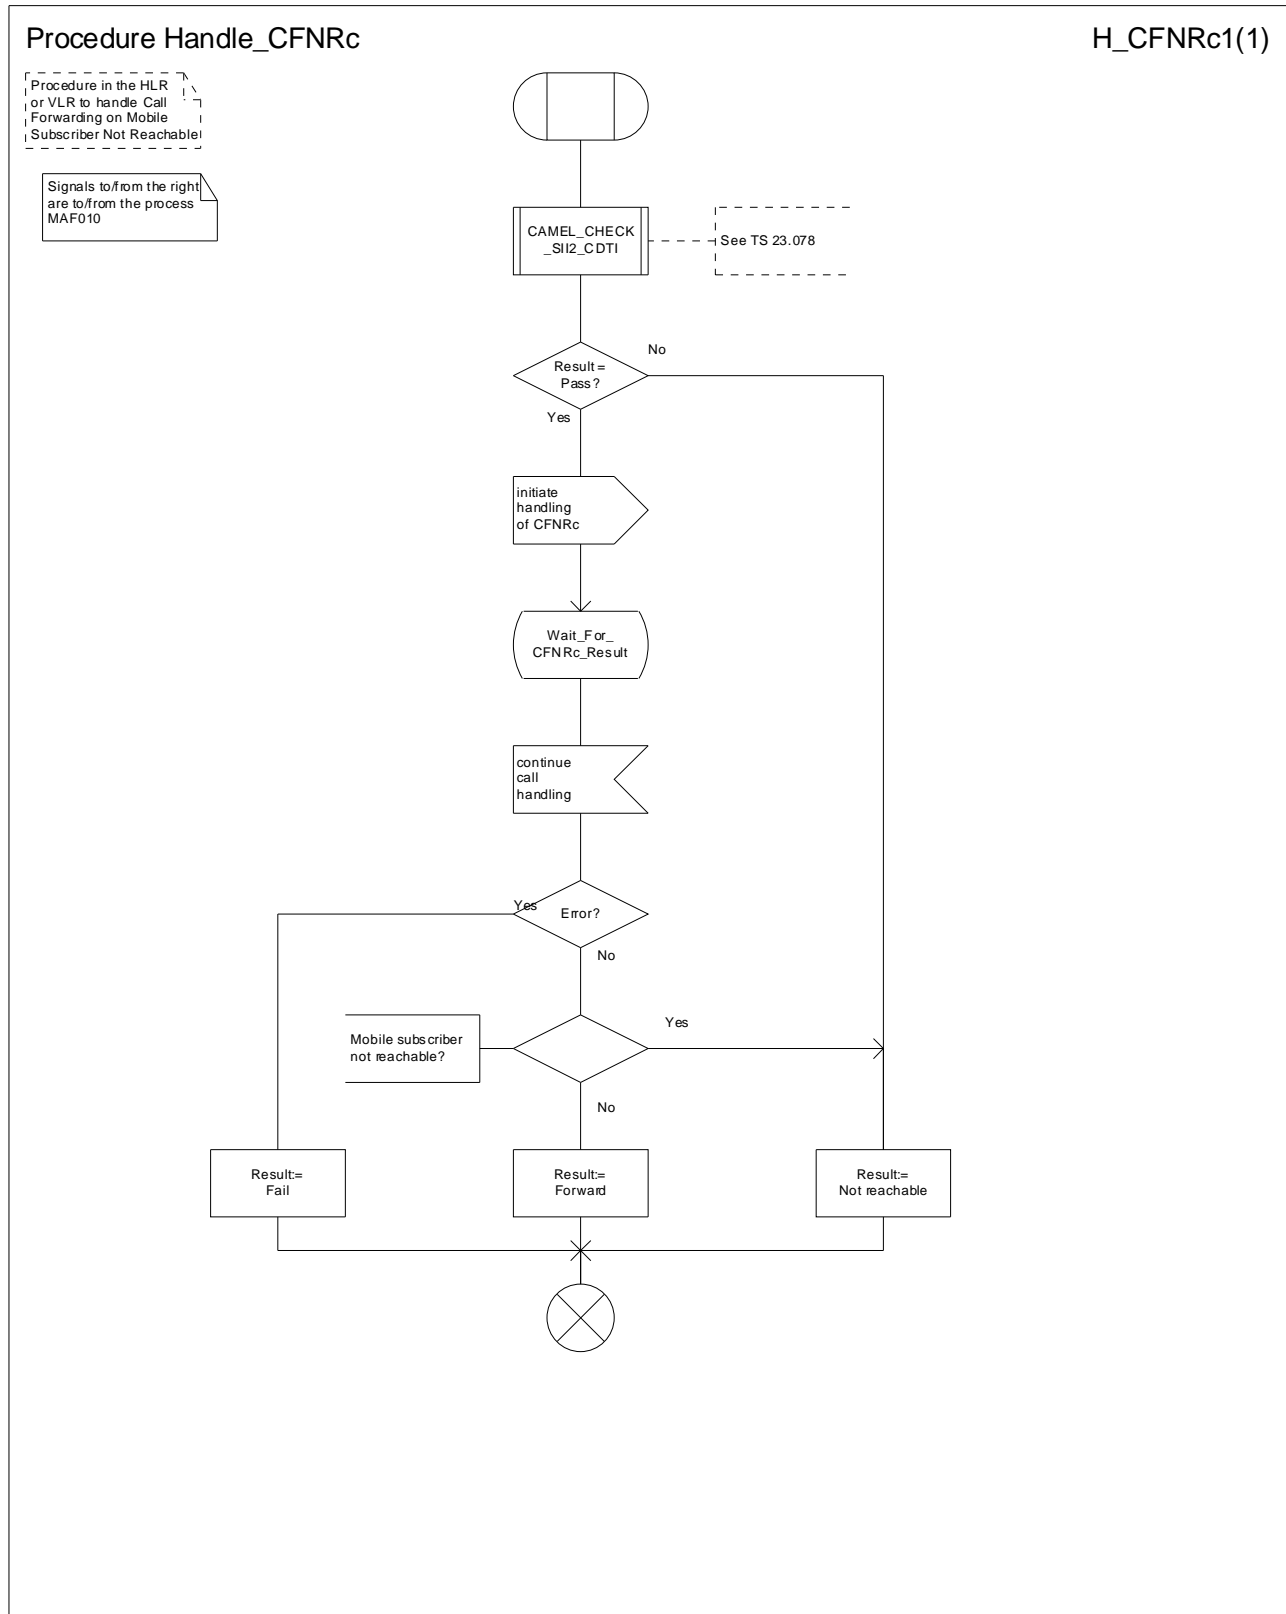 Procedure Handle_CFNRc
H_CFNRc1(1)
Procedure in the HLR
or VLR to handle Call
Forwarding on Mobile
Subscriber Not Reachable
Signals to/from the right
are to/from the process
MAF010
CAMEL_CHECK
_SII2_CDTI
See TS 23.078
No
Result =
Pass?
Yes
initiate
handling
of CFNRc
Wait_For_
CFNRc_Result
continue
call
handling
Yes
Error?
No
Mobile subscriber
not reachable?
Yes
No
Result:=
Fail
Result:=
Forward
Result:=
Not reachable